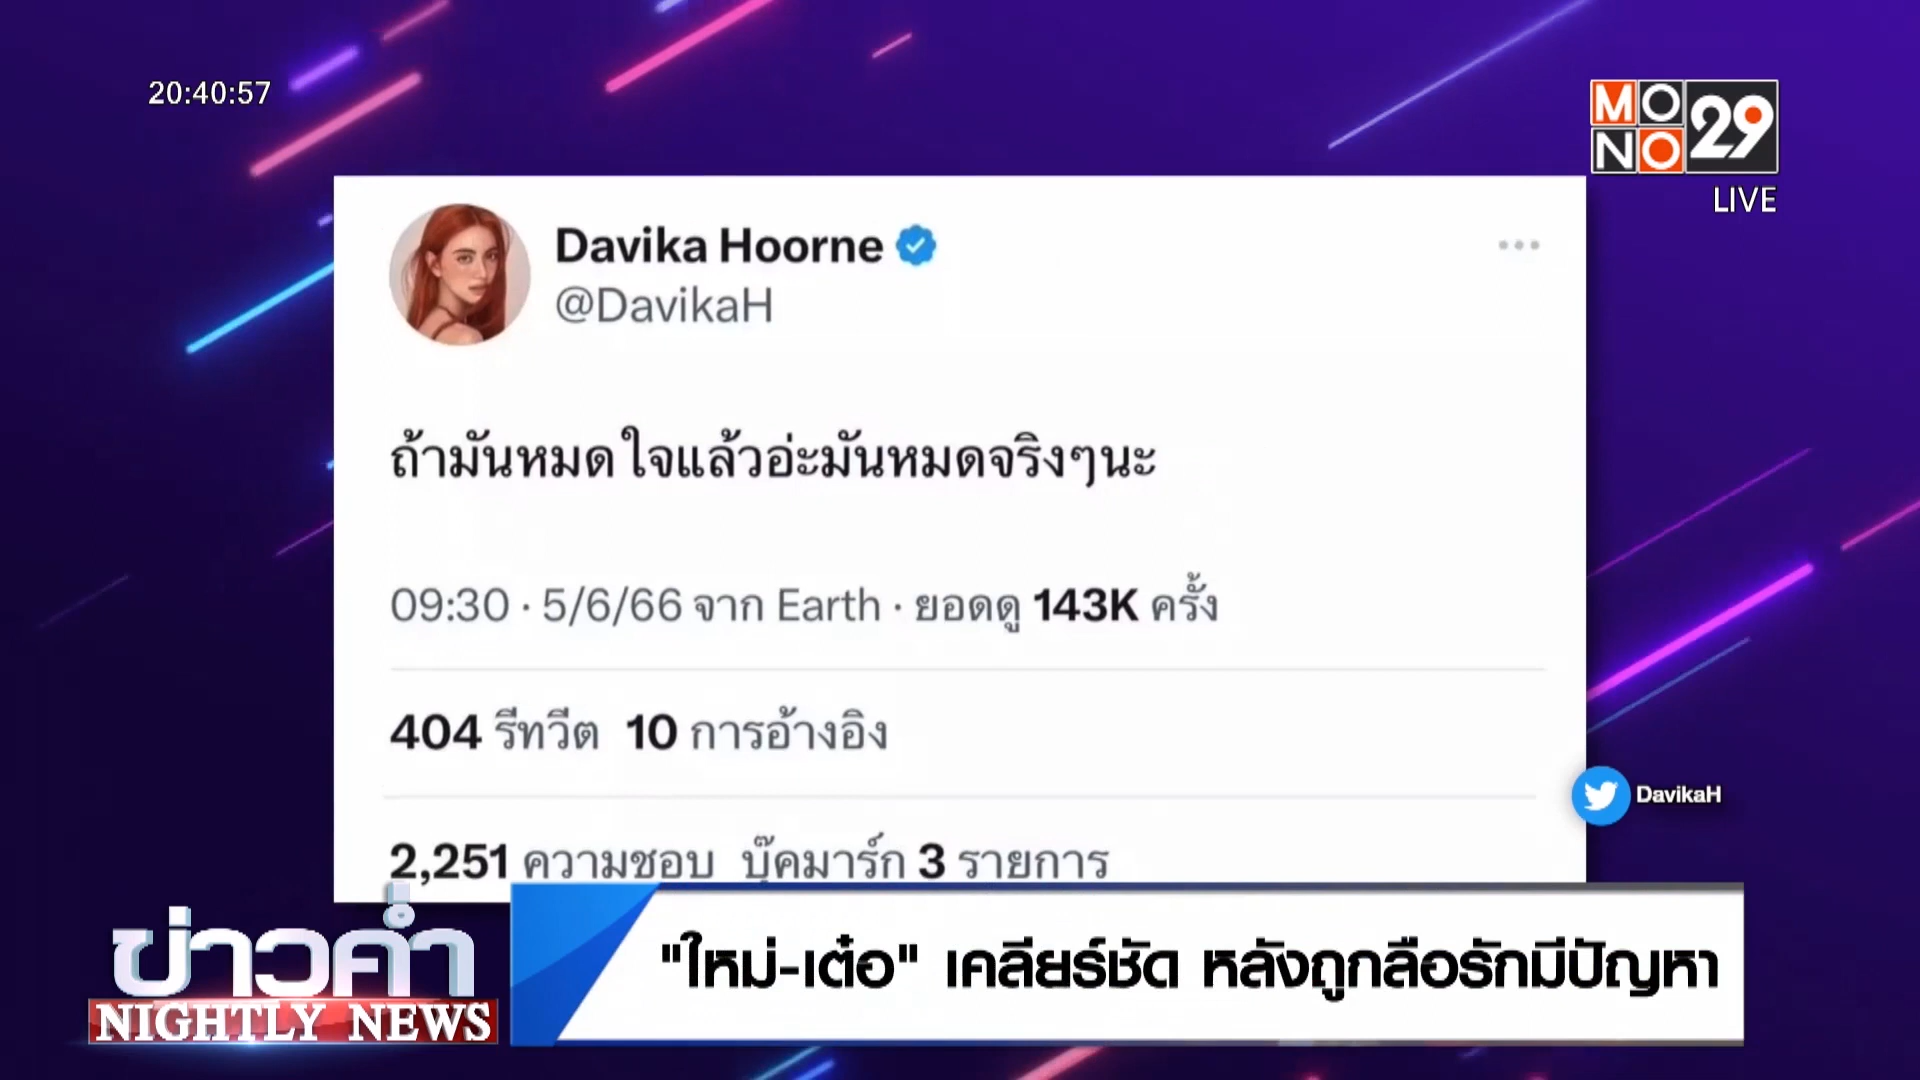 20:40:57
MONO 29
LIVE
Davika Hoorne
@DavikaH
ถ้ามันหมดใจแล้วอ่ะมันหมดจริงๆนะ
09:30 · 5/6/66 จาก Earth · ยอดดู 143K ครั้ง
404 รีทวีต 10 การอ้างอิง
DavikaH
2,251 ความชอบ บุ๊คมาร์ก 3 รายการ
ข่าวค่ำ
NIGHTLY NEWS
"ใหม่-เต๋อ" เคลียร์ชัด หลังถูกลือรักมีปัญหา